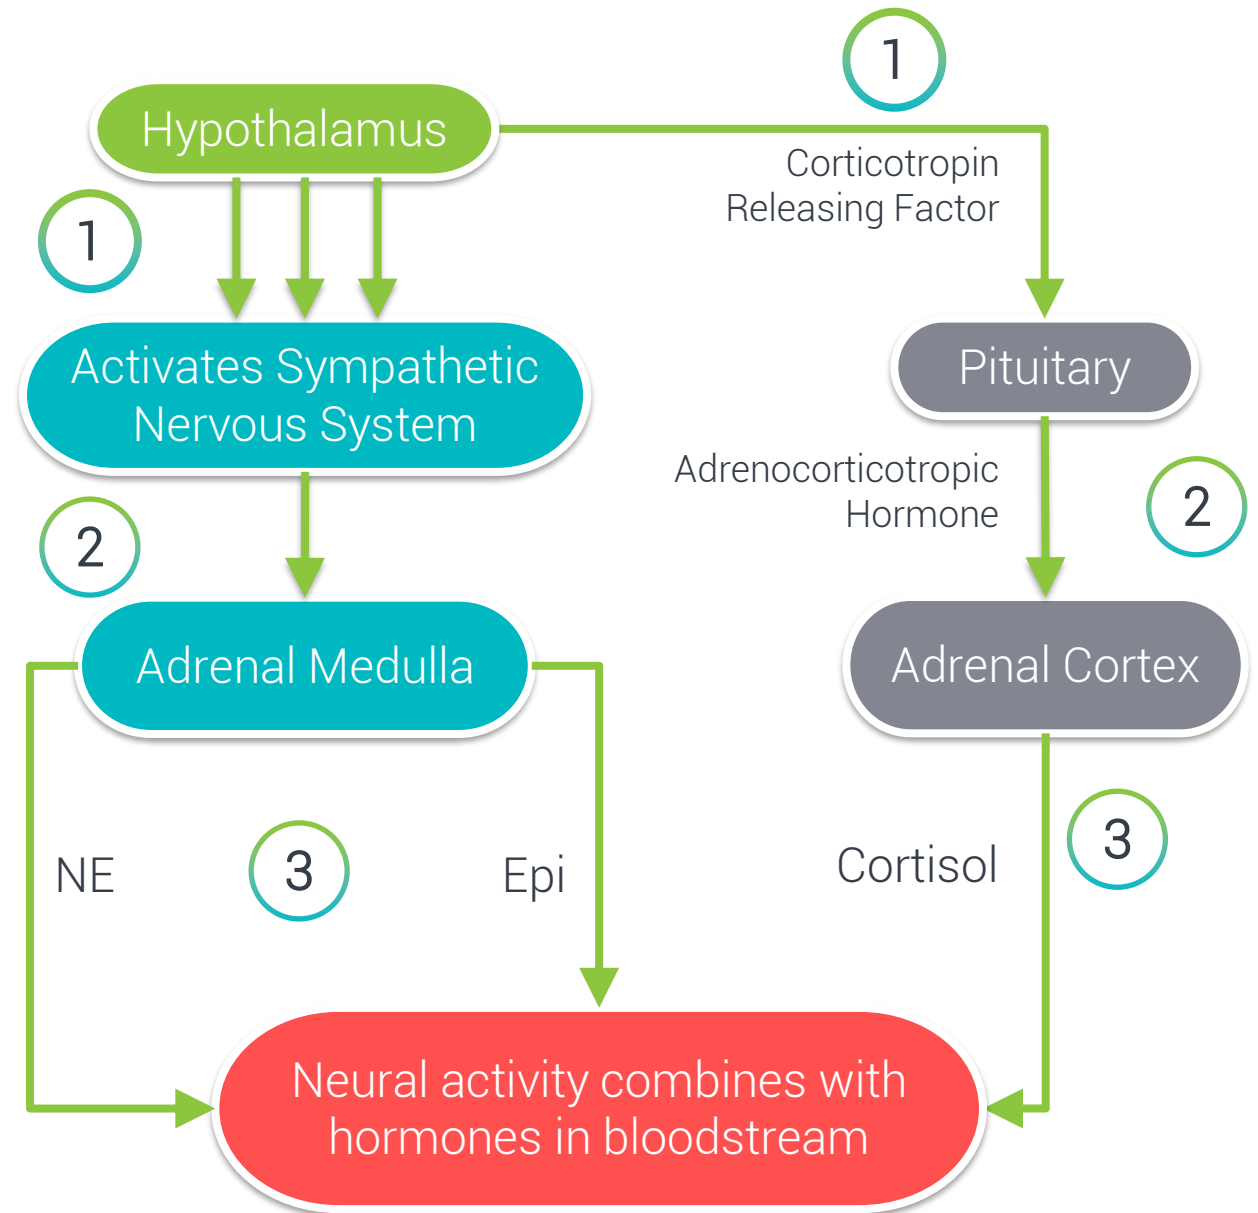 1
Hypothalamus
Corticotropin
Releasing Factor
1
Activates Sympathetic
Nervous System
Pituitary
Adrenocorticotropic
Hormone
2
2
Adrenal Medulla
Adrenal Cortex
NE
3
Epi
Cortisol
3
Neural activity combines with
hormones in bloodstream